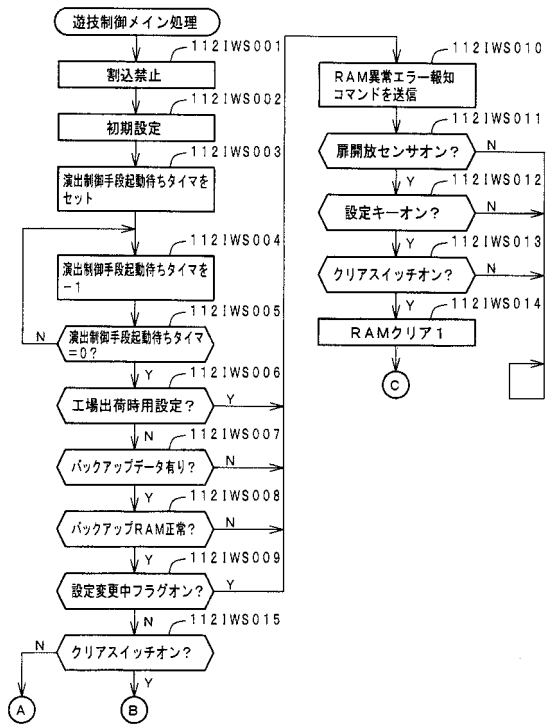 遊技制御メイン処理
112IWS001
割込禁止
112IWS002
初期設定
112IWS003
演出制御手段起動待ちタイマを
セット
112IWS004
演出制御手段起動待ちタイマを
−1
112IWS005
演出制御手段起動待ちタイマ
=0?
N
Y
112IWS006
工場出荷時用設定?
Y
N
112IWS007
バックアップデータ有り?
N
Y
112IWS008
バックアップRAM正常?
N
Y
112IWS009
設定変更中フラグオン?
Y
N
112IWS015
クリアスイッチオン?
N
Y
A
B
112IWS010
RAM異常エラー報知
コマンドを送信
112IWS011
扉開放センサオン?
N
Y
112IWS012
設定キーオン?
N
Y
112IWS013
クリアスイッチオン?
N
Y
112IWS014
RAMクリア1
C